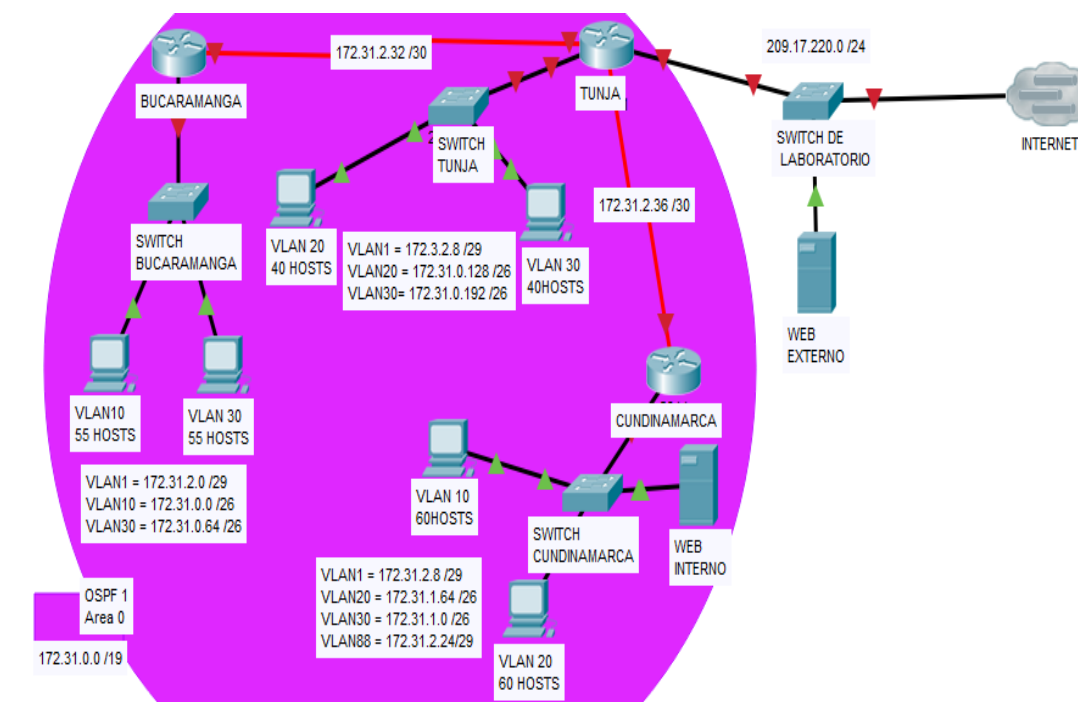 172.31.2.32 /30
209.17.220.0 /24
BUCARAMANGA
TUNJA
INTERNET
SWITCH DE
LABORATORIO
SWITCH
TUNJA
172.31.2.36 /30
SWITCH
BUCARAMANGA
VLAN 20
40 HOSTS
VLAN1 = 172.3.2.8 /29
VLAN20 = 172.31.0.128 /26
VLAN30= 172.31.0.192 /26
VLAN 30
40HOSTS
WEB
EXTERNO
VLAN10
55 HOSTS
VLAN 30
55 HOSTS
CUNDINAMARCA
VLAN1 = 172.31.2.0 /29
VLAN10 = 172.31.0.0 /26
VLAN30 = 172.31.0.64 /26
VLAN 10
60HOSTS
SWITCH
CUNDINAMARCA
WEB
INTERNO
VLAN1 = 172.31.2.8 /29
VLAN20 = 172.31.1.64 /26
VLAN30 = 172.31.1.0 /26
VLAN88 = 172.31.2.24/29
OSPF 1
Area 0
172.31.0.0 /19
VLAN 20
60 HOSTS